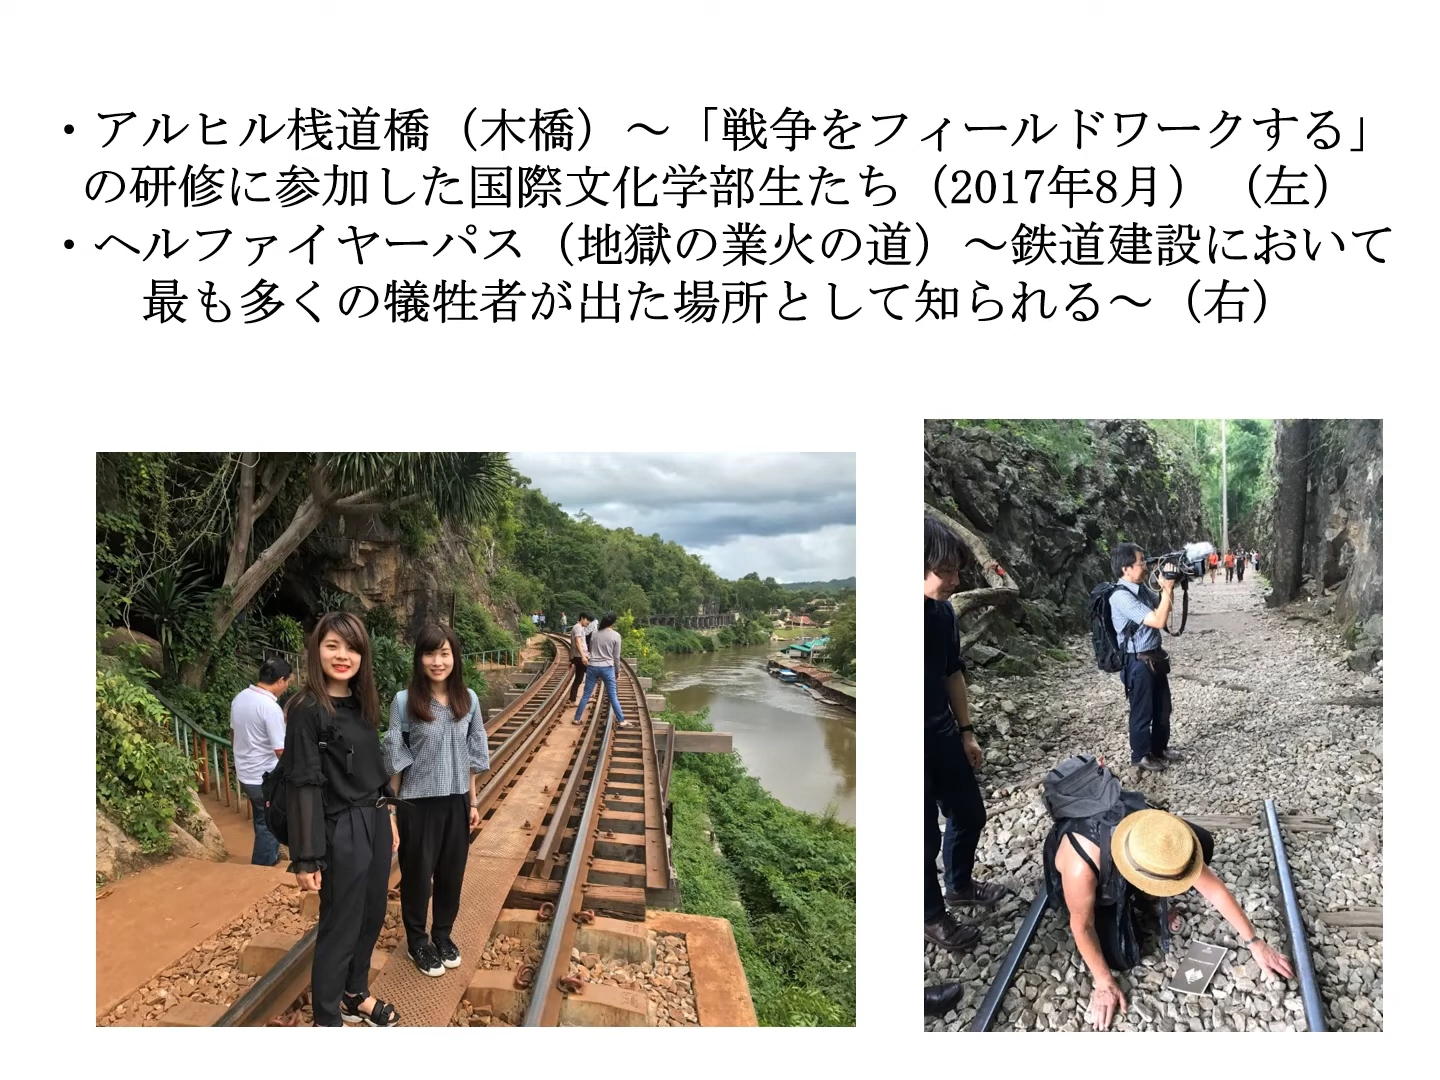 ・アルヒル桟道橋（木橋）～「戦争をフィールドワークする」
の研修に参加した国際文化学部生たち（2017年8月）（左）
・ヘルファイヤーパス（地獄の業火の道）～鉄道建設において
最も多くの犠牲者が出た場所として知られる～（右）